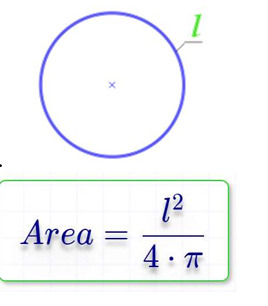 l
Area = l² / 4 · π